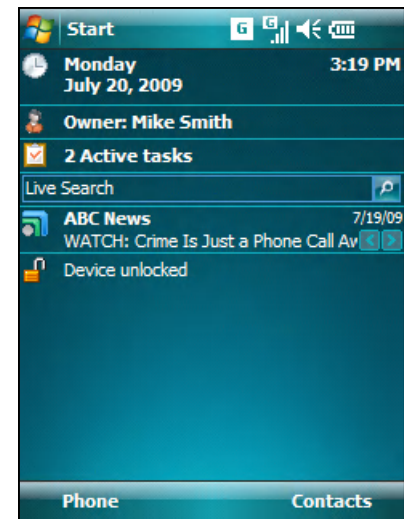 Start
G
G
Monday 3:19 PM
July 20, 2009
Owner: Mike Smith
2 Active tasks
Live Search
ABC News 7/19/09
WATCH: Crime Is Just a Phone Call
Device unlocked
Phone Contacts